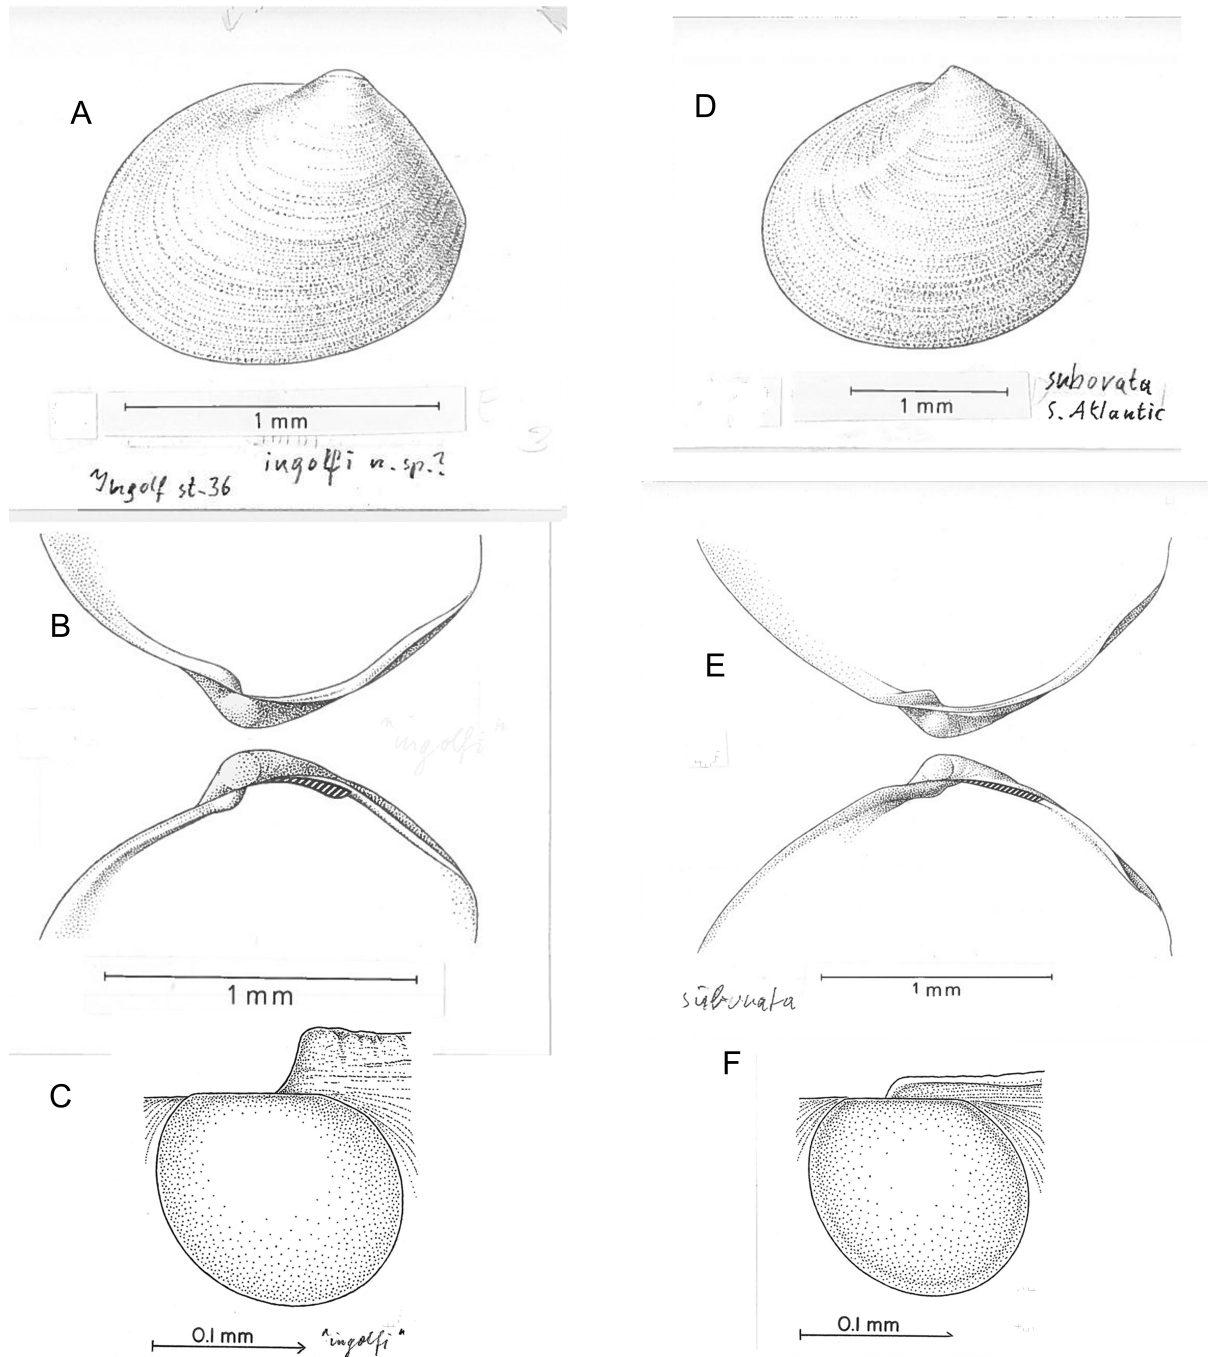 A
1 mm
ingolfi n. sp.?
Yngolf st-36
B
"ingolfi"
1 mm
C
0.1 mm
"ingolfi"
D
1 mm
subovata
S. Atlantic
E
1 mm
subovata
F
0.1 mm